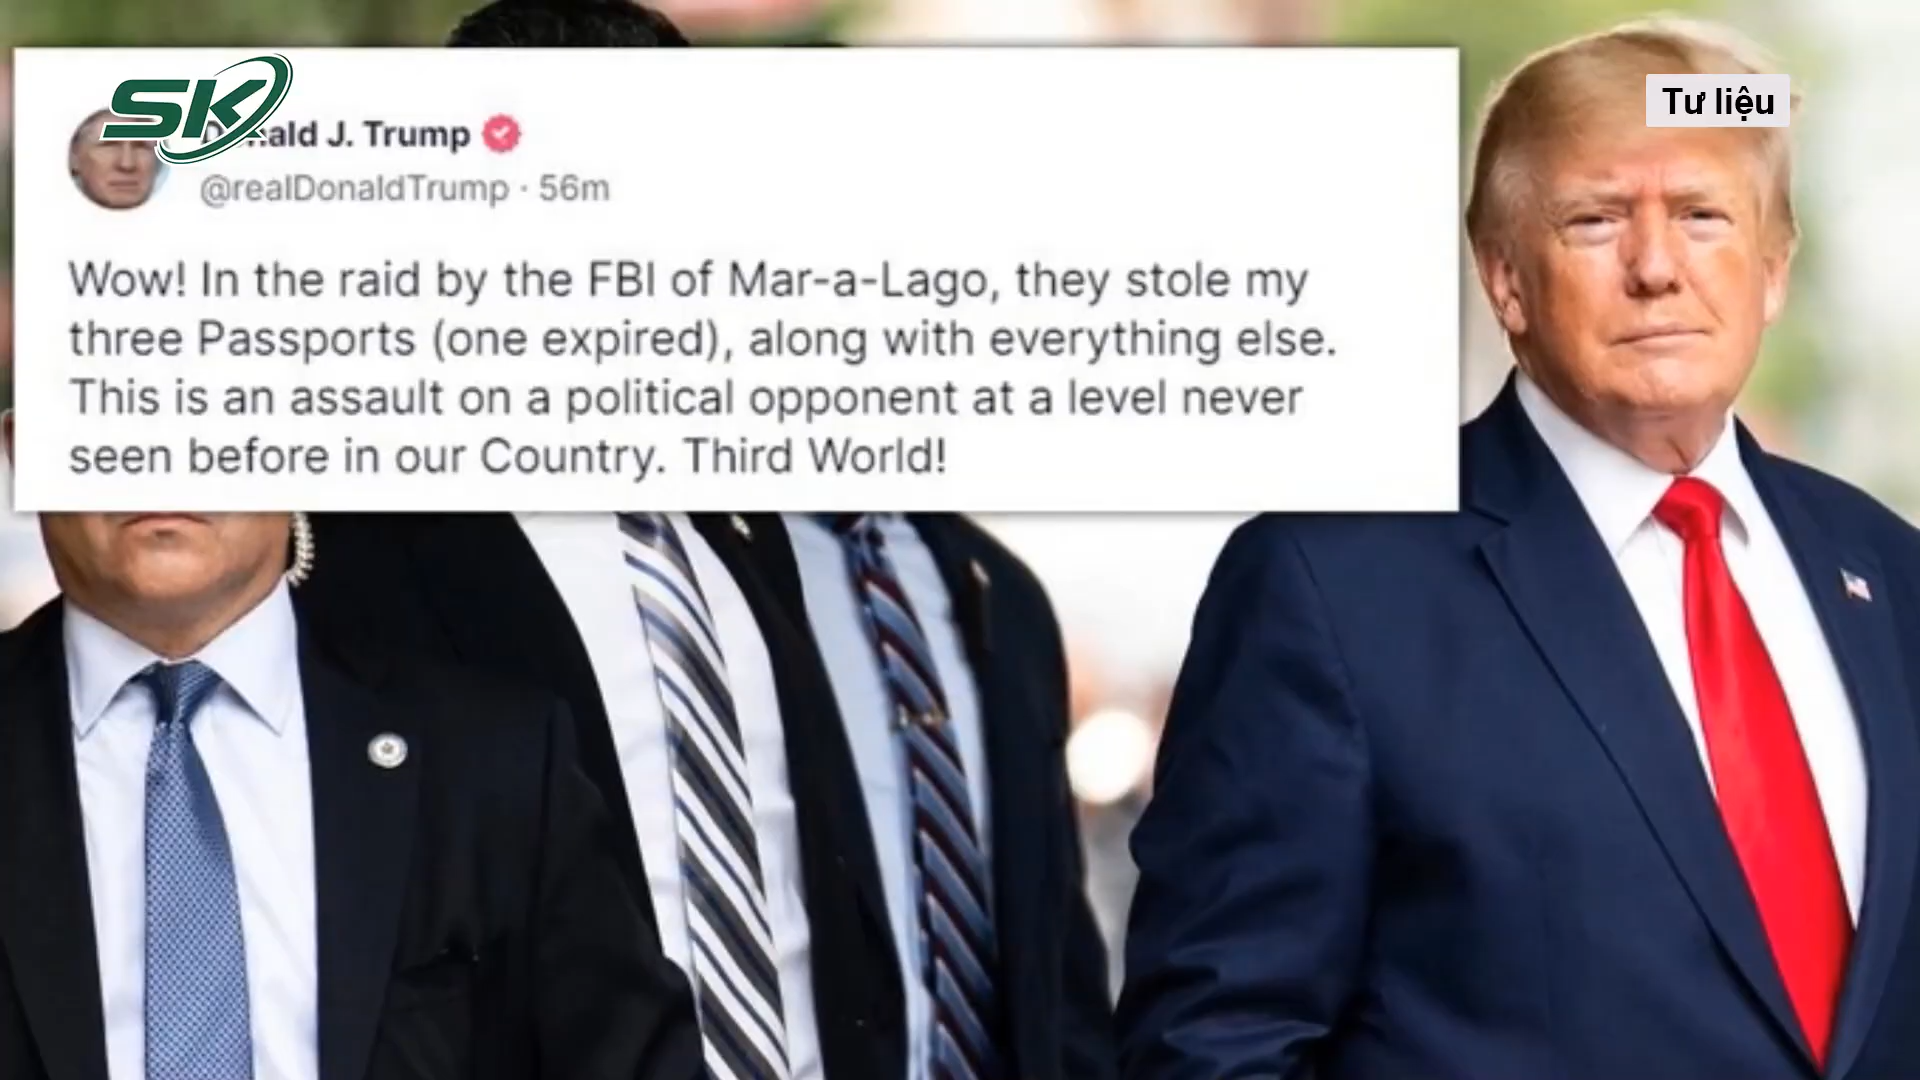 SK
Tư liệu
Donald J. Trump
@realDonaldTrump · 56m
Wow! In the raid by the FBI of Mar-a-Lago, they stole my
three Passports (one expired), along with everything else.
This is an assault on a political opponent at a level never
seen before in our Country. Third World!